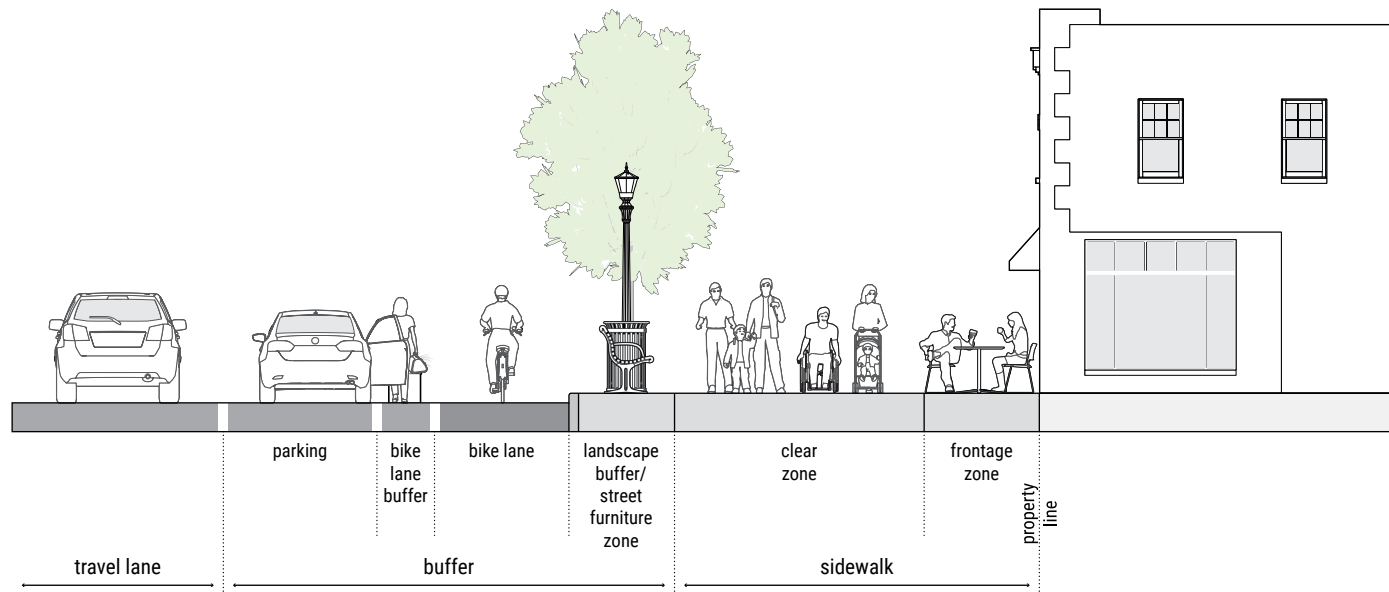 parking
bike
lane
buffer
bike lane
landscape
buffer/
street
furniture
zone
clear
zone
frontage
zone
property
line
travel lane
buffer
sidewalk